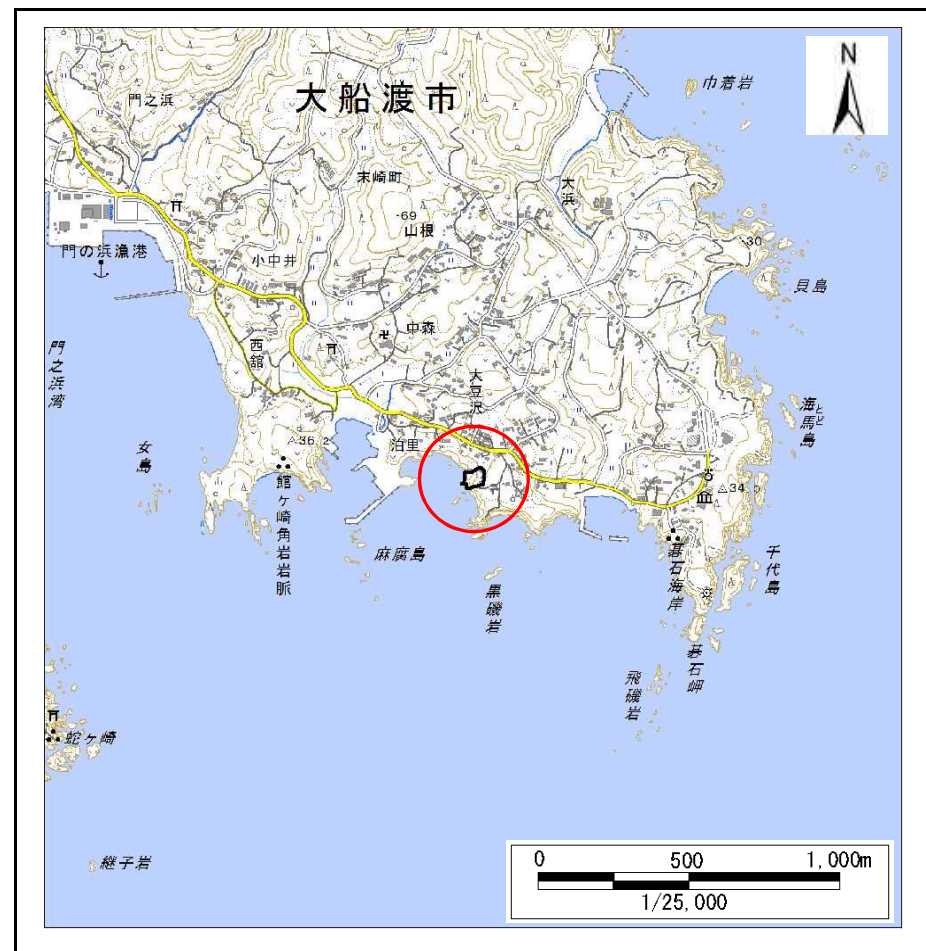 N
巾着岩
門之浜
大船渡市
末崎町
大浜
-69
山根
30
門の浜漁港
小中井
貝島
門之浜湾
西舘
中森
大豆沢
海馬島
とど
女島
36.2
泊里
34.5
館ヶ崎角岩岩脈
麻腐島
黒磯岩
碁石海岸
千代島
碁石岬
飛磯岩
蛇ヶ崎
継子岩
0 500 1,000m
1/25,000